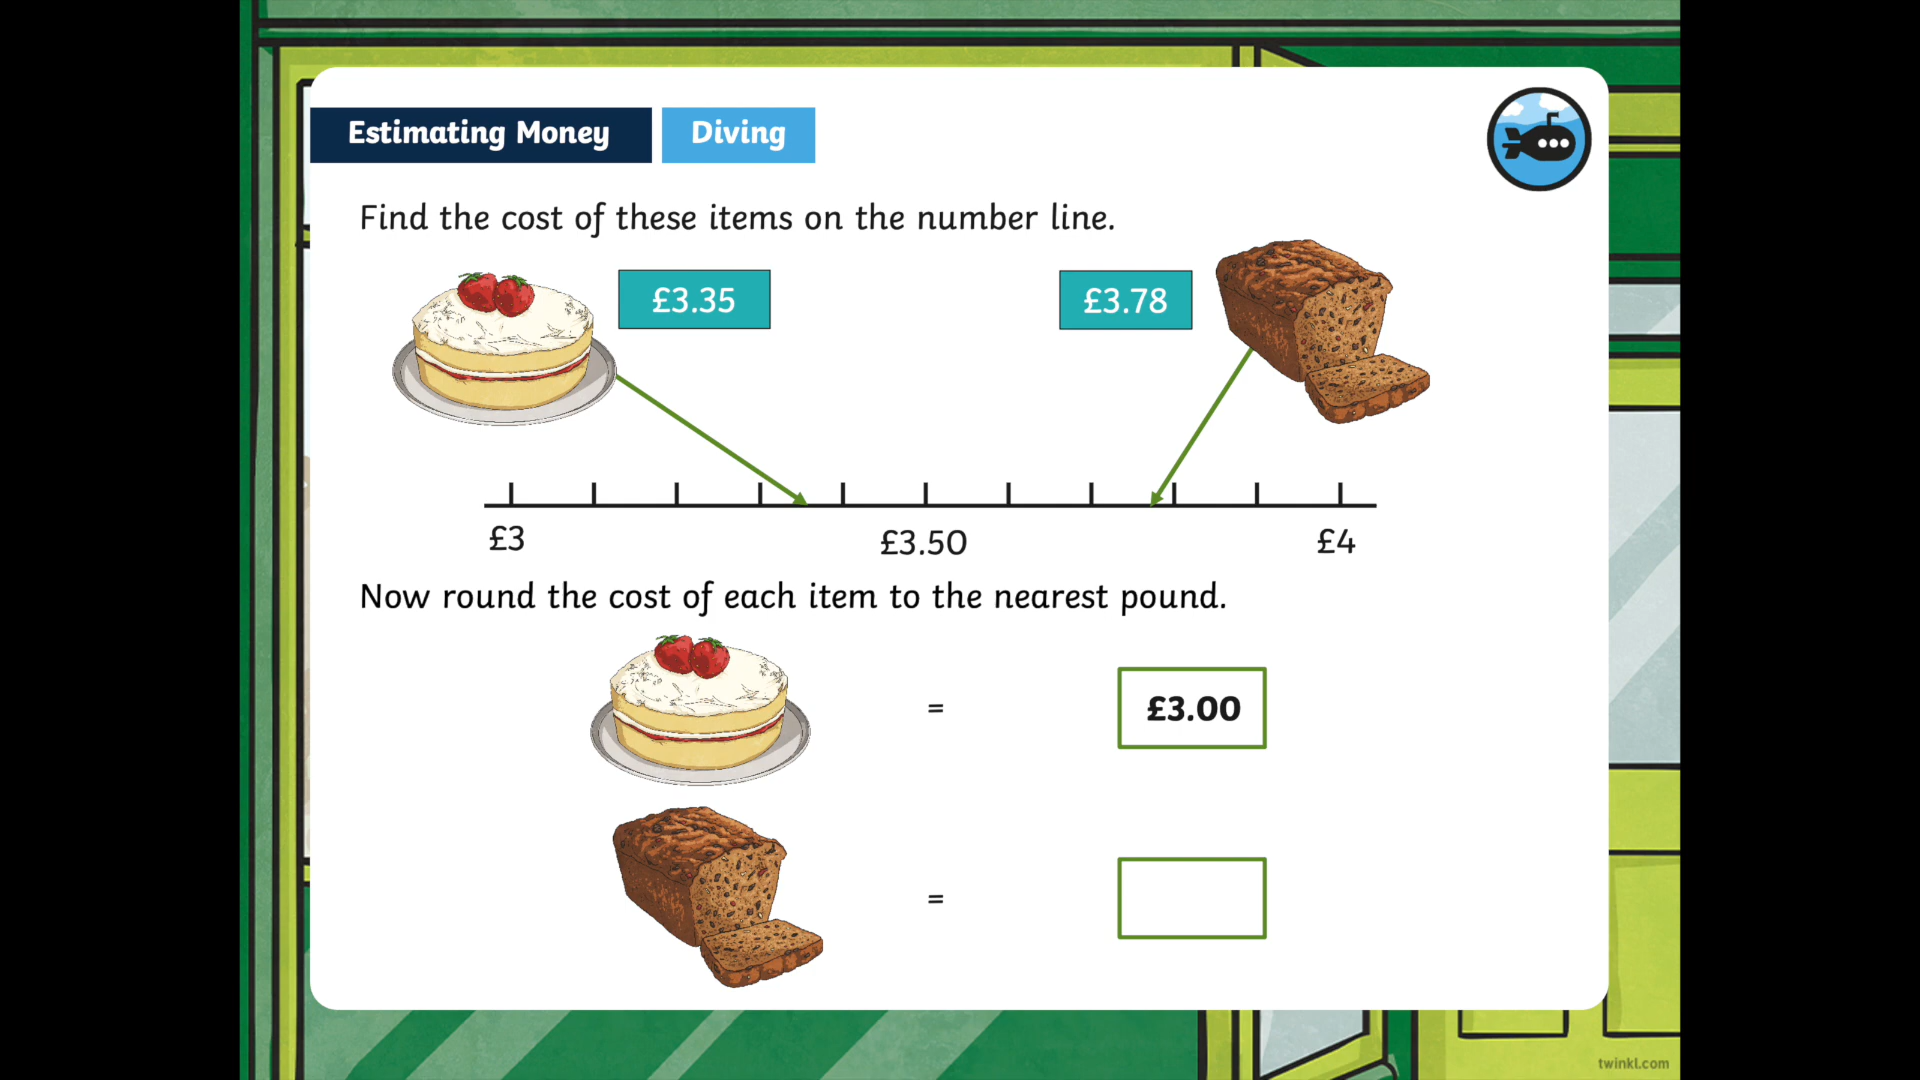 Estimating Money
Diving
Find the cost of these items on the number line.
£3.35
£3.78
£3
£3.50
£4
Now round the cost of each item to the nearest pound.
=
£3.00
=
twinkl.com